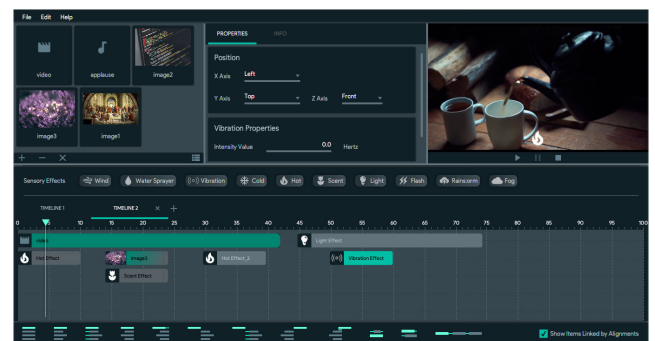 File Edit Help
video
applause
image2
image3
image1
PROPERTIES INFO
Position
X Axis Left
Y Axis Top Z Axis Front
Vibration Properties
Intensity Value 0.0 Hertz
Sensory Effects Wind Water Sprayer Vibration Cold Hot Scent Light Flash Rainstorm Fog
TIMELINE 1 TIMELINE 2
0 5 10 15 20 25 30 35 40 45 50 55 60 65 70 75 80 85 90 95 100
video Light Effect
Hot Effect image3 Hot Effect_2 Vibration Effect
Scent Effect
Show Items Linked by Alignments